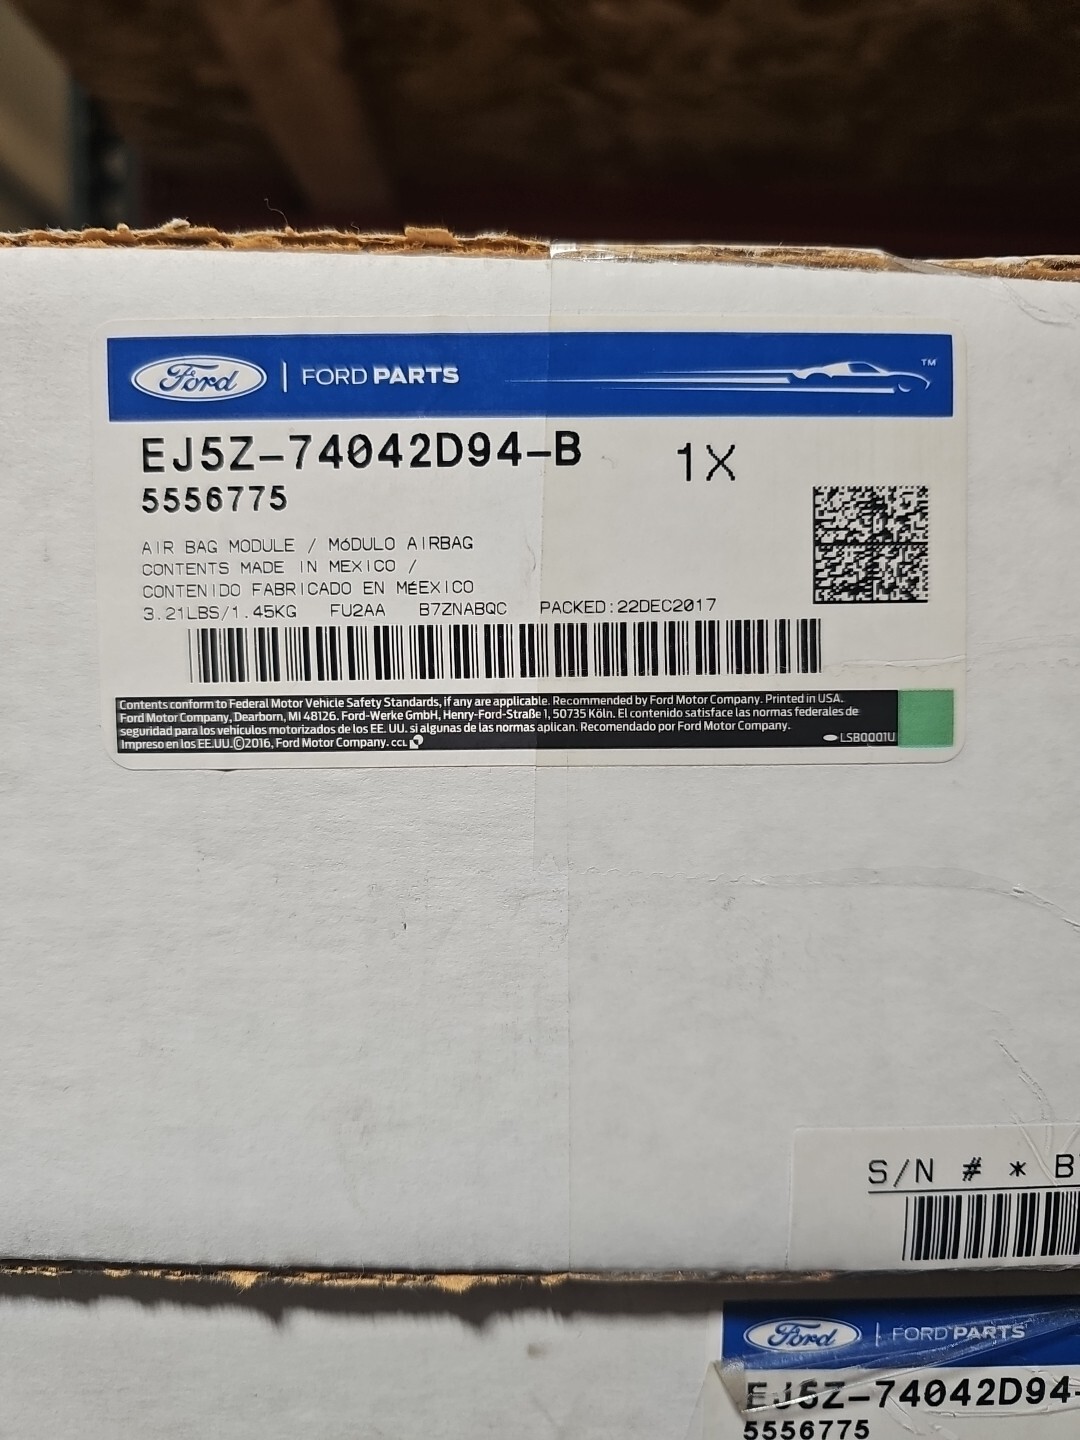 Ford | FORD PARTS ™
EJ5Z-74042D94-B 1X
5556775
AIR BAG MODULE / MóDULO AIRBAG
CONTENTS MADE IN MEXICO /
CONTENIDO FABRICADO EN MÉEXICO
3.21LBS/1.45KG FU2AA B7ZNABQC PACKED:22DEC2017
Contents conform to Federal Motor Vehicle Safety Standards, if any are applicable. Recommended by Ford Motor Company. Printed in USA.
Ford Motor Company, Dearborn, MI 48126. Ford-Werke GmbH, Henry-Ford-Straße 1, 50735 Köln. El contenido satisface las normas federales de
seguridad para los vehículos motorizados de los EE. UU. si algunas de las normas aplican. Recomendado por Ford Motor Company.
Impreso en los EE.UU.©2016, Ford Motor Company. CCL
LSB0001U
S/N # *
Ford | FORD PARTS
EJ5Z-74042D94-
5556775